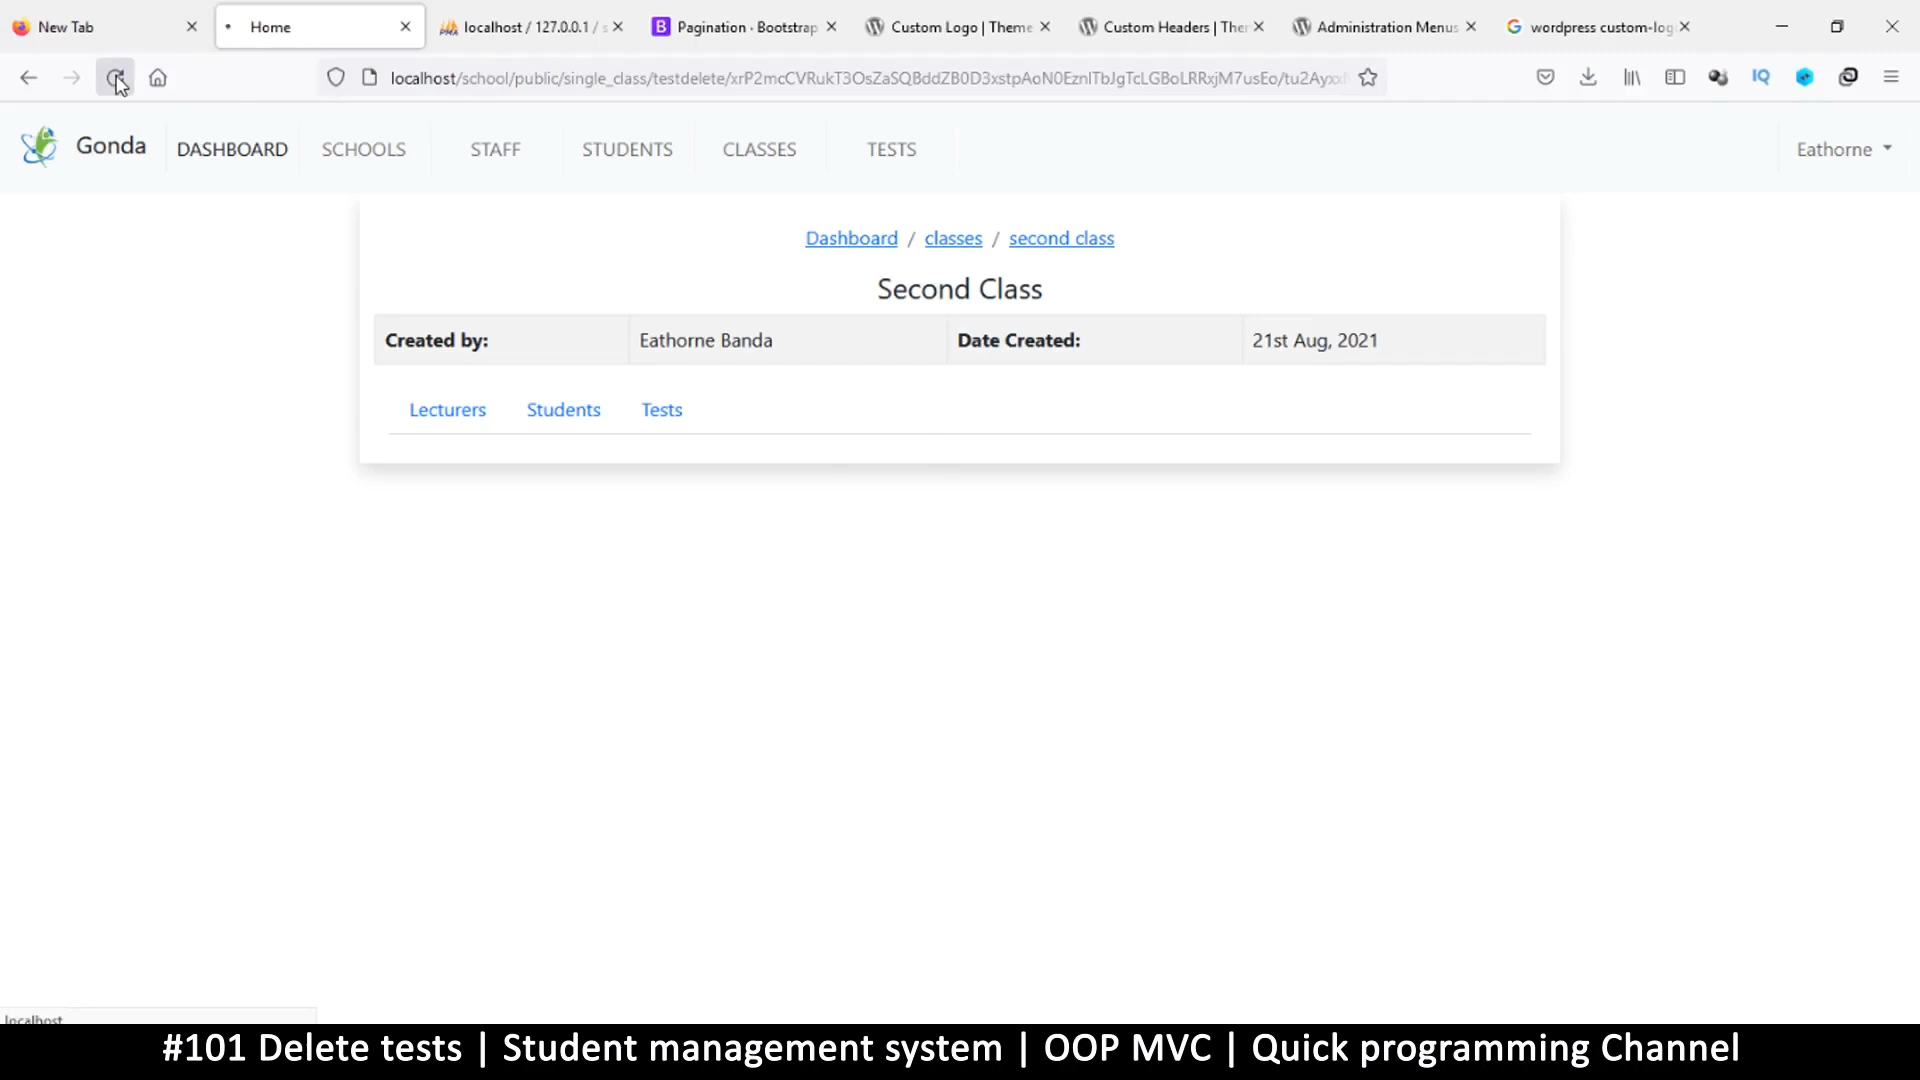 New Tab
Home
localhost / 127.0.0.1 / s
Pagination · Bootstrap
Custom Logo | Theme
Custom Headers | Ther
Administration Menus
wordpress custom-log
localhost/school/public/single_class/testdelete/xrP2mcCVRukT3OsZaSQBddZB0D3xstpAoN0EznlTbJgTcLGBoLRRxjM7usEo/tu2Ayxx
IQ
Gonda
DASHBOARD
SCHOOLS
STAFF
STUDENTS
CLASSES
TESTS
Eathorne
Dashboard / classes / second class
Second Class
Created by: Eathorne Banda Date Created: 21st Aug, 2021
Lecturers Students Tests
localhost
#101 Delete tests | Student management system | OOP MVC | Quick programming Channel